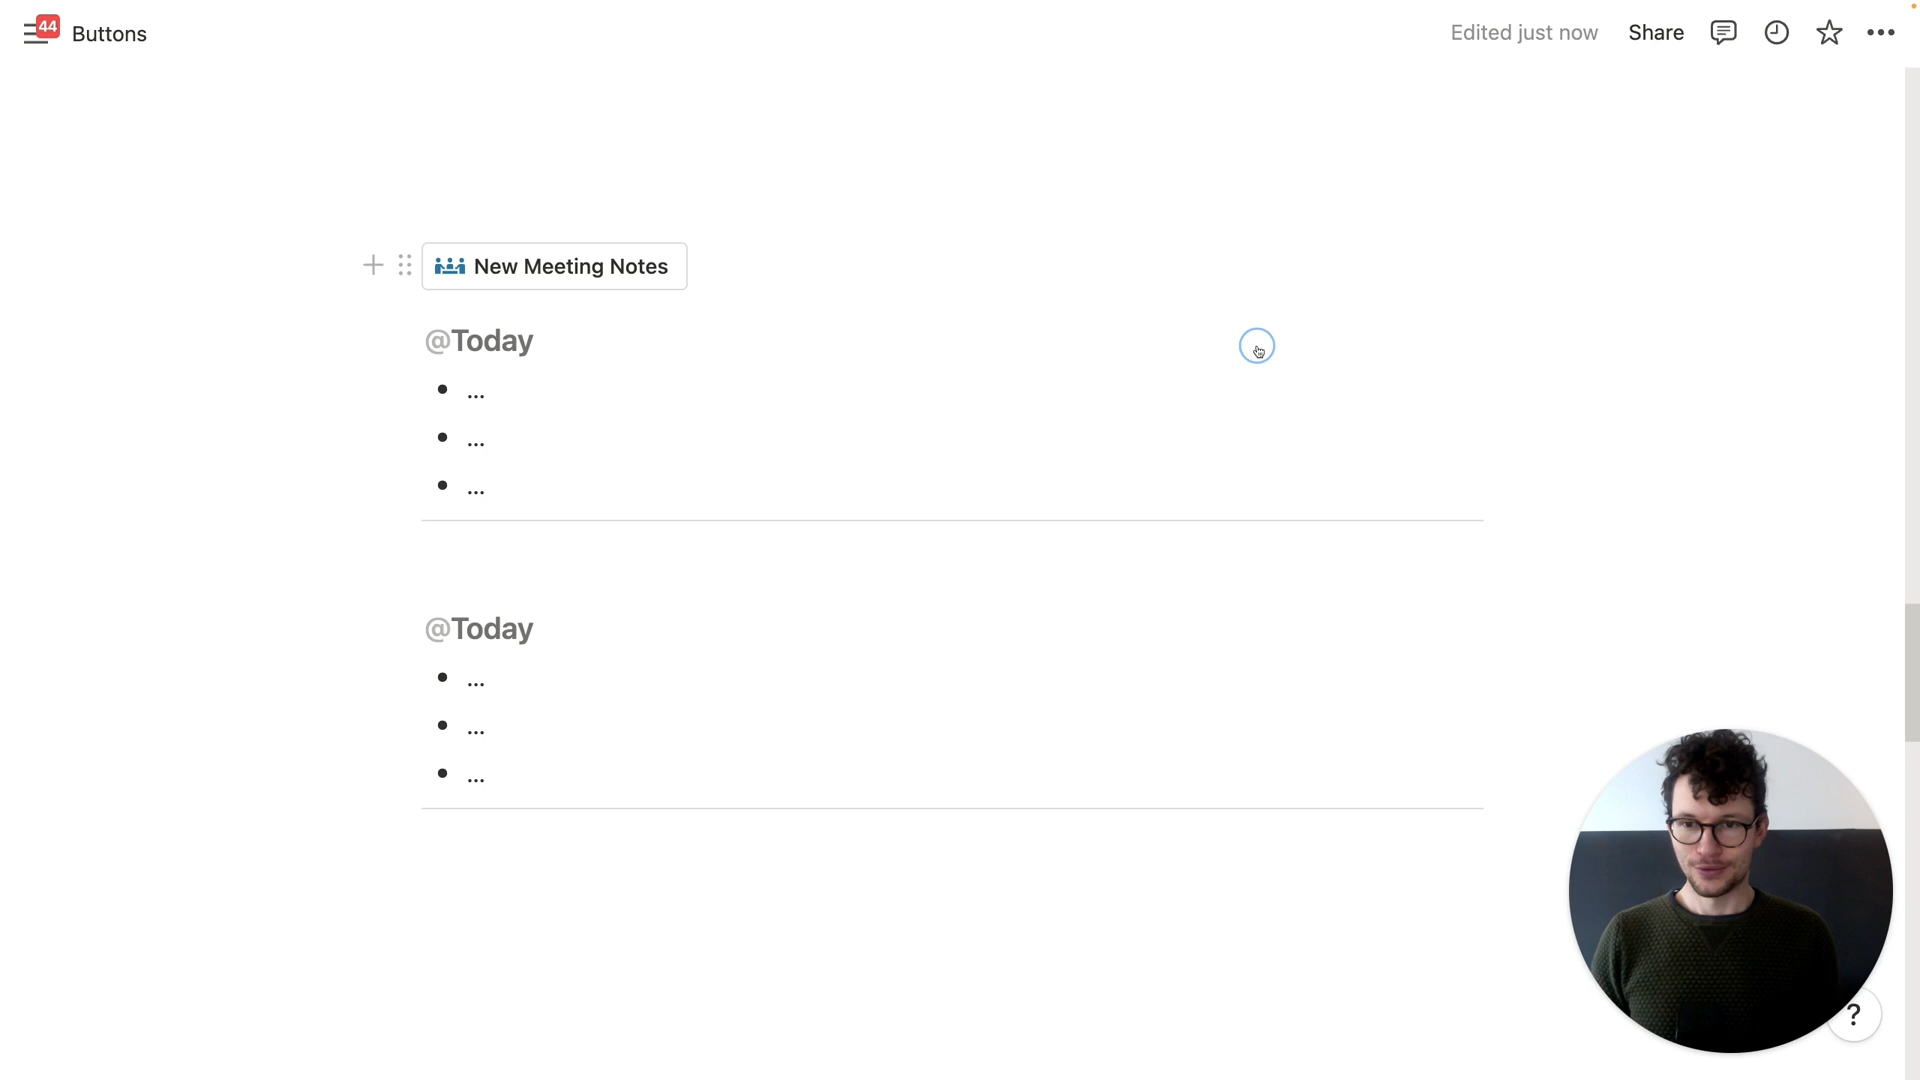 44 Buttons
Edited just now Share
New Meeting Notes
@Today
...
...
...
@Today
...
...
...
?